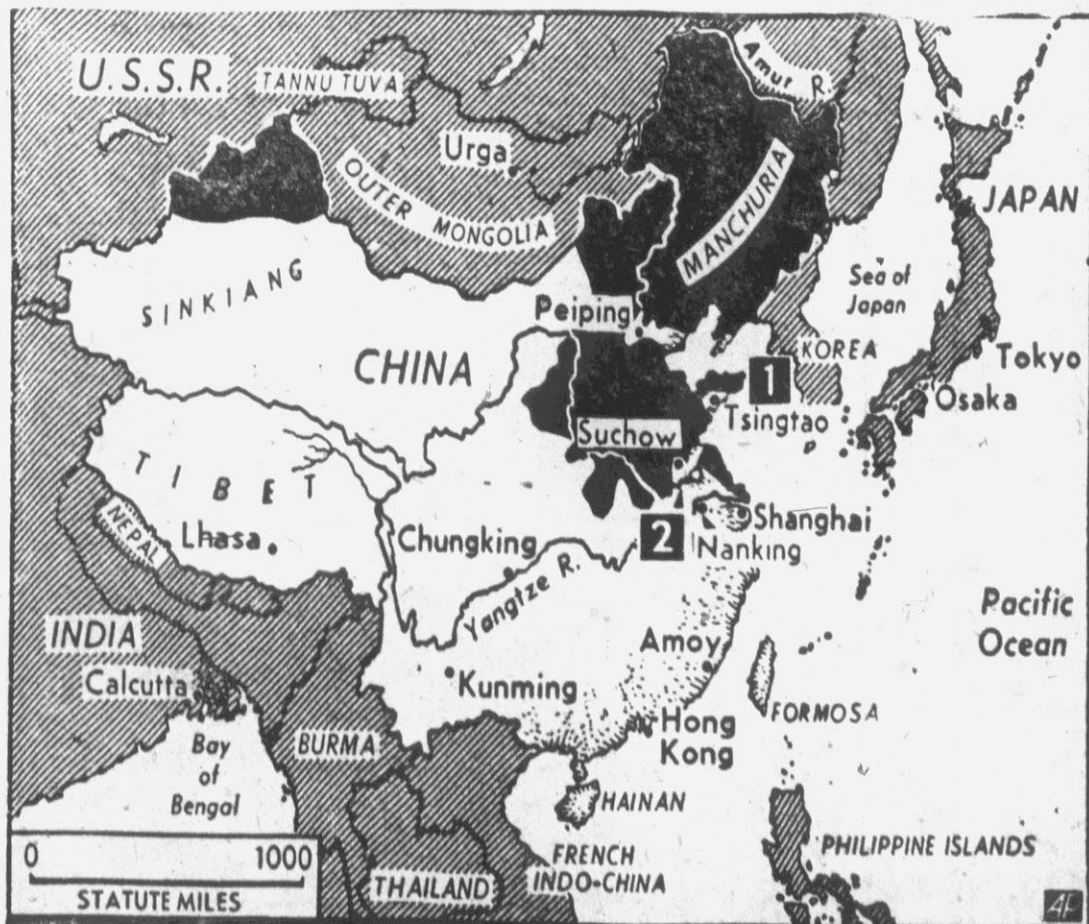 U.S.S.R.
TANNU TUVA
Amur R.
Urga
OUTER MONGOLIA
MANCHURIA
JAPAN
SINKIANG
Sea of
Japan
Peiping
KOREA
Tokyo
CHINA
1
Osaka
Tsingtao
Suchow
TIBET
NEPAL
Lhasa
Chungking
2
Shanghai
Nanking
Yangtze R.
Pacific
Ocean
INDIA
Amoy
Calcutta
Kunming
FORMOSA
Hong
Kong
BURMA
Bay
of
Bengal
HAINAN
0 1000
STATUTE MILES
THAILAND
FRENCH
INDO-CHINA
PHILIPPINE ISLANDS